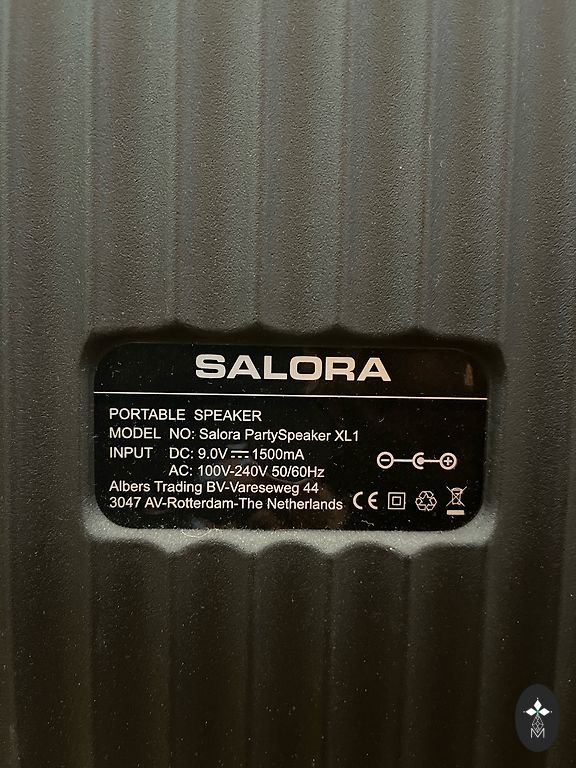 SALORA
PORTABLE SPEAKER
MODEL NO: Salora PartySpeaker XL1
INPUT DC: 9.0V ⎓ 1500mA
AC: 100V-240V 50/60Hz
Albers Trading BV-Vareseweg 44
3047 AV-Rotterdam-The Netherlands CE
M